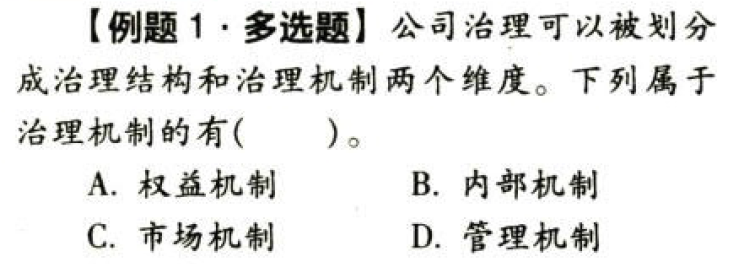 【例题 1·多选题】公司治理可以被划分
成治理结构和治理机制两个维度。下列属于
治理机制的有(　　)。
A. 权益机制　　B. 内部机制
C. 市场机制　　D. 管理机制